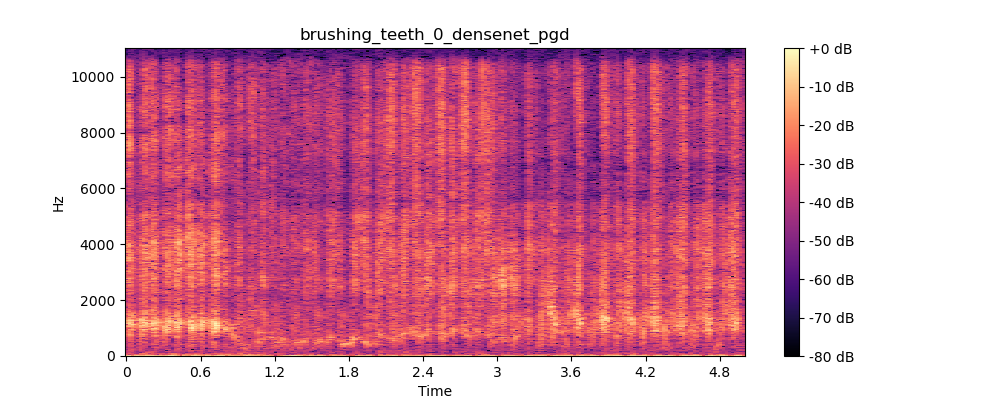 brushing_teeth_0_densenet_pgd
+0 dB
10000
-10 dB
8000
-20 dB
-30 dB
6000
-40 dB
4000
-50 dB
-60 dB
2000
-70 dB
0
-80 dB
Hz
0 0.6 1.2 1.8 2.4 3 3.6 4.2 4.8
Time